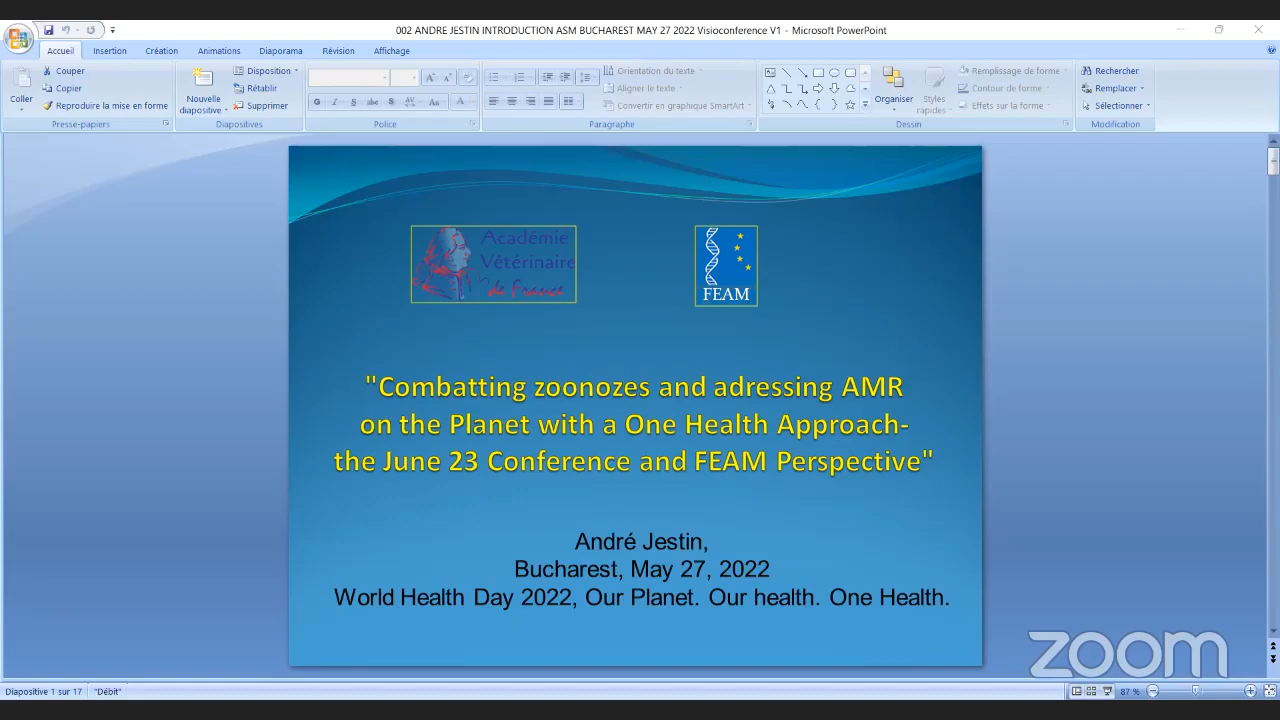 002 ANDRE JESTIN INTRODUCTION ASM BUCHAREST MAY 27 2022 Visioconference V1 - Microsoft PowerPoint
Accueil Insertion Création Animations Diaporama Révision Affichage
Coller
Couper
Copier
Reproduire la mise en forme
Presse-papiers
Nouvelle
diapositive
Disposition
Rétablir
Supprimer
Diapositives
G I S abc S AV Aa A
Police
Orientation du texte
Aligner le texte
Convertir en graphique SmartArt
Paragraphe
Organiser
Styles
rapides
Remplissage de forme
Contour de forme
Effets sur la forme
Dessin
Rechercher
Remplacer
Sélectionner
Modification
Académie
Vétérinaire
de France
FEAM
"Combatting zoonozes and adressing AMR
on the Planet with a One Health Approach-
the June 23 Conference and FEAM Perspective"
André Jestin,
Bucharest, May 27, 2022
World Health Day 2022, Our Planet. Our health. One Health.
zoom
Diapositive 1 sur 17 "Débit" 87 %